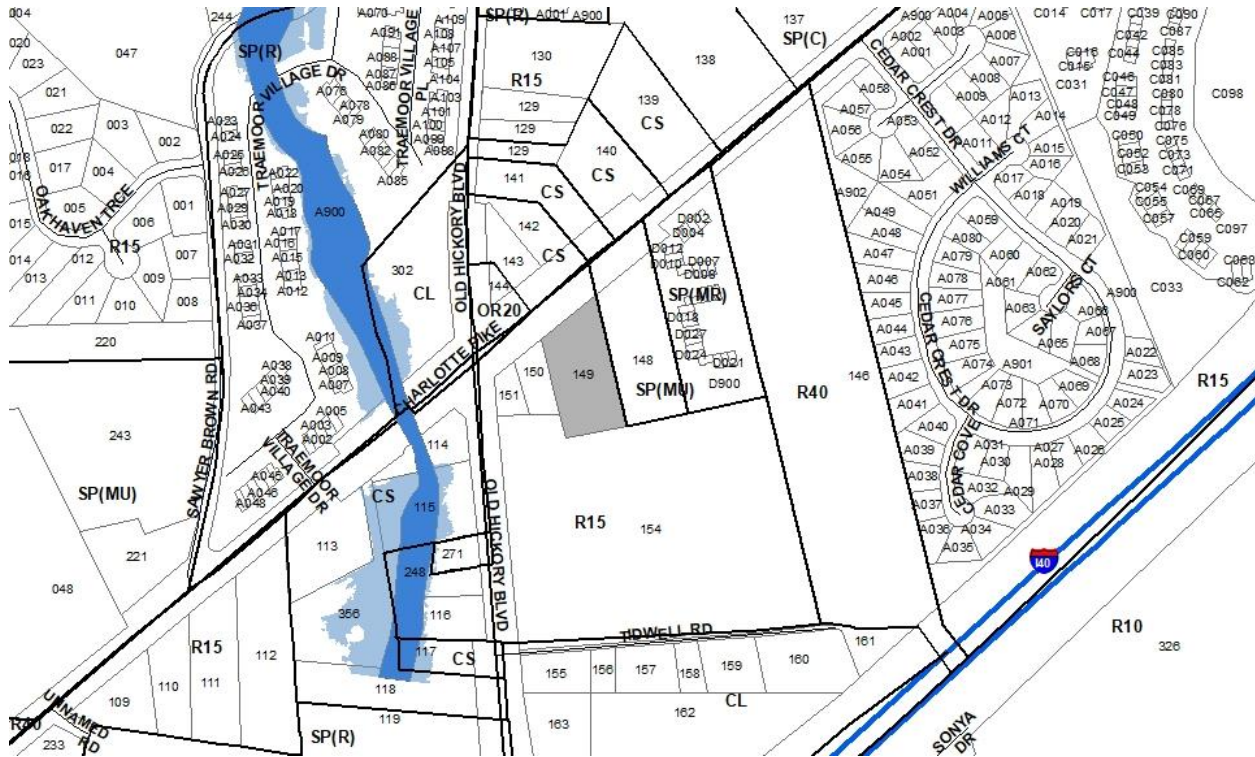 244
SP(R)
A070
A109
SP(R)
A001
A900
137
SP(C)
A900
A004
A005
C014
C017
C039
C090
004
020
047
A091
A108
A107
A105
A088
A087
A086
A104
A103
A101
A100
A099
A088
130
R15
138
A002
A003
A001
A006
C042
C087
C044
C085
C083
C031
C046
C081
C047
C080
C098
023
021
022
003
002
017
004
018
016
VILLAGE DR
TRAEMOOR
A076
A078
A079
A080
A082
A085
TRAEMOOR VILLAGE
PL
129
129
129
139
CS
140
CS
CEDAR CREST DR
A007
A008
A009
A013
A012
A014
A011
A058
A057
A056
A053
A052
A055
A054
WILLIAMS CT
A015
A016
A017
A018
A019
A020
A021
C048
C049
C078
C050
C076
C075
C052
C073
C053
C071
C054
C055
C069
C067
C057
C065
C059
C097
C060
C062
C033
A023
A024
A025
A026
A027
A029
A030
A031
A032
A033
A034
A036
A037
A022
A020
A019
A018
A017
A016
A015
A013
A012
A900
OAKHAVEN TRCE
001
005
006
R15
007
015
014
013
012
011
010
009
008
141
CS
142
CS
143
144
OR20
302
CL
OLD HICKORY BLVD
CHARLOTTE PIKE
D002
D004
D012
D010
D007
D008
SP(MR)
D018
D027
D024
D021
D900
A902
A051
A049
A048
A047
A046
A045
A044
A043
A042
A041
A040
A039
A038
A037
A036
A035
A059
A080
A079
A078
A077
A076
A075
A074
A060
A061
A062
A063
A065
A066
A067
A068
A069
A070
A071
A072
A073
A901
A900
SAYLORS CT
CEDAR CREST DR
CEDAR COVE
A022
A023
A024
A025
A026
A027
A028
A031
A030
A032
A029
A033
A034
R15
220
SAWYER BROWN RD
243
SP(MU)
221
048
A011
A009
A008
A007
A005
A003
A002
A038
A039
A040
A043
A045
A046
A048
TRAEMOOR
VILLAGE DR
151
150
149
148
SP(MU)
R40
146
114
CS
115
113
271
248
356
116
117
CS
118
119
SP(R)
OLD HICKORY BLVD
R15
154
TIDWELL RD
155
156
157
158
159
160
161
163
162
CL
I40
R10
326
SONYA
DR
R15
112
111
110
109
UNNAMED
RD
R40
233